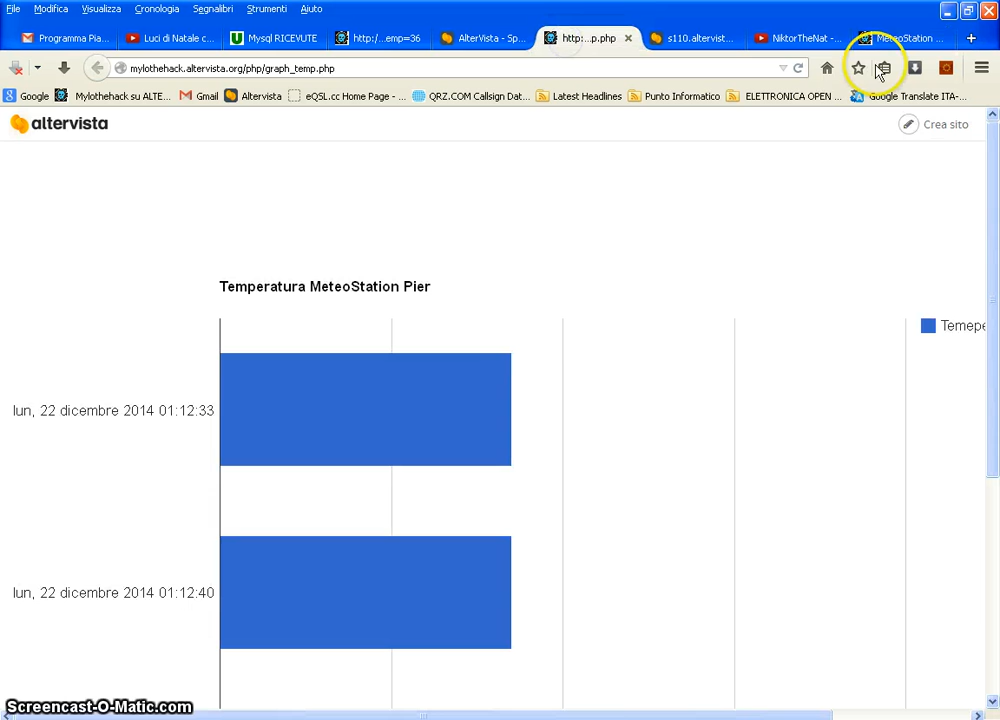 File Modifica Visualizza Cronologia Segnalibri Strumenti Aiuto
Programma Pia... Luci di Natale c... Mysql RICEVUTE http:/...emp=36 AlterVista - Sp... http:...p.php s110.altervist... NiktorTheNat -... MeteoStation ...
mylothehack.altervista.org/php/graph_temp.php
Google Mylothehack su ALTE... Gmail Altervista eQSL.cc Home Page - ... QRZ.COM Callsign Dat... Latest Headlines Punto Informatico ELETTRONICA OPEN ... Google Translate ITA-...
altervista Crea sito
Temperatura MeteoStation Pier
Temepe
lun, 22 dicembre 2014 01:12:33
lun, 22 dicembre 2014 01:12:40
Screencast-O-Matic.com